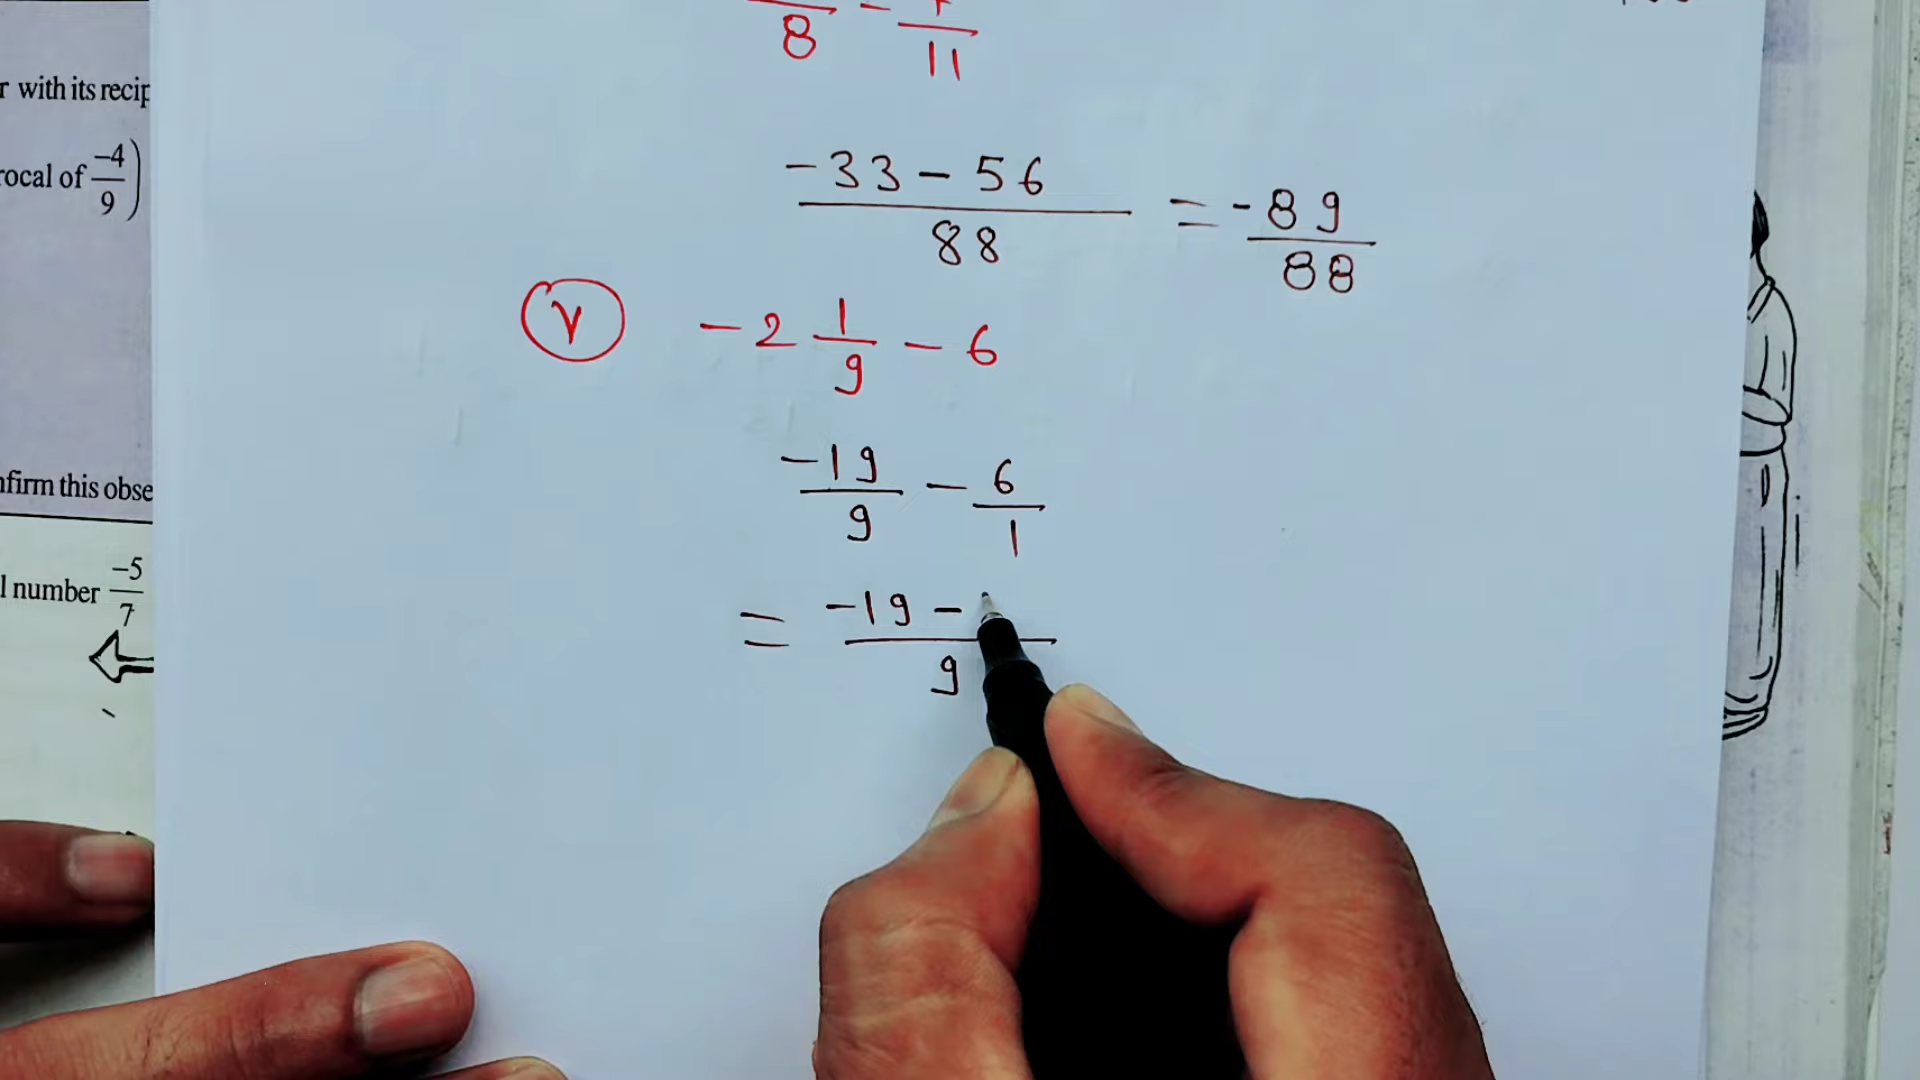 8 - 11
r with its recip
rocal of -4/9)
-33 - 56 / 88 = -89/88
(V) -2 1/9 - 6
-19/9 - 6/1
nfirm this obse
l number -5/7
= -19 - / 9